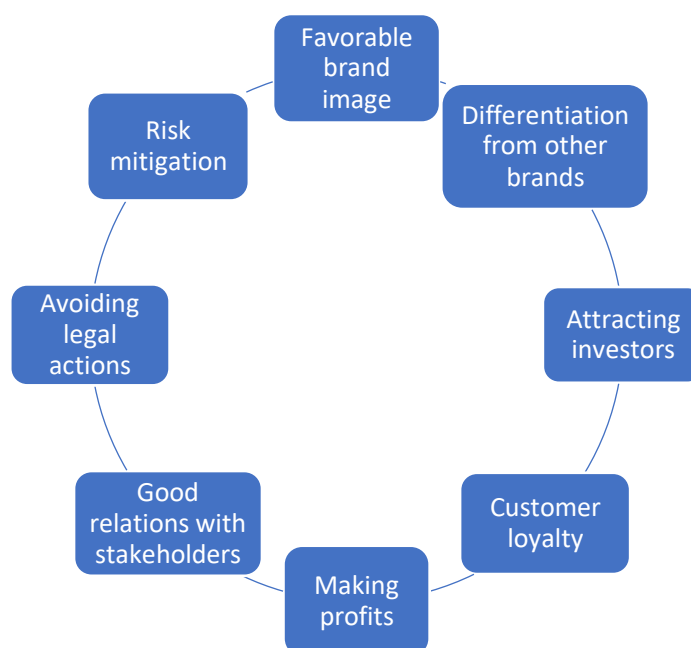 Favorable
brand
image
Differentiation
from other
brands
Attracting
investors
Customer
loyalty
Making
profits
Good
relations with
stakeholders
Avoiding
legal
actions
Risk
mitigation